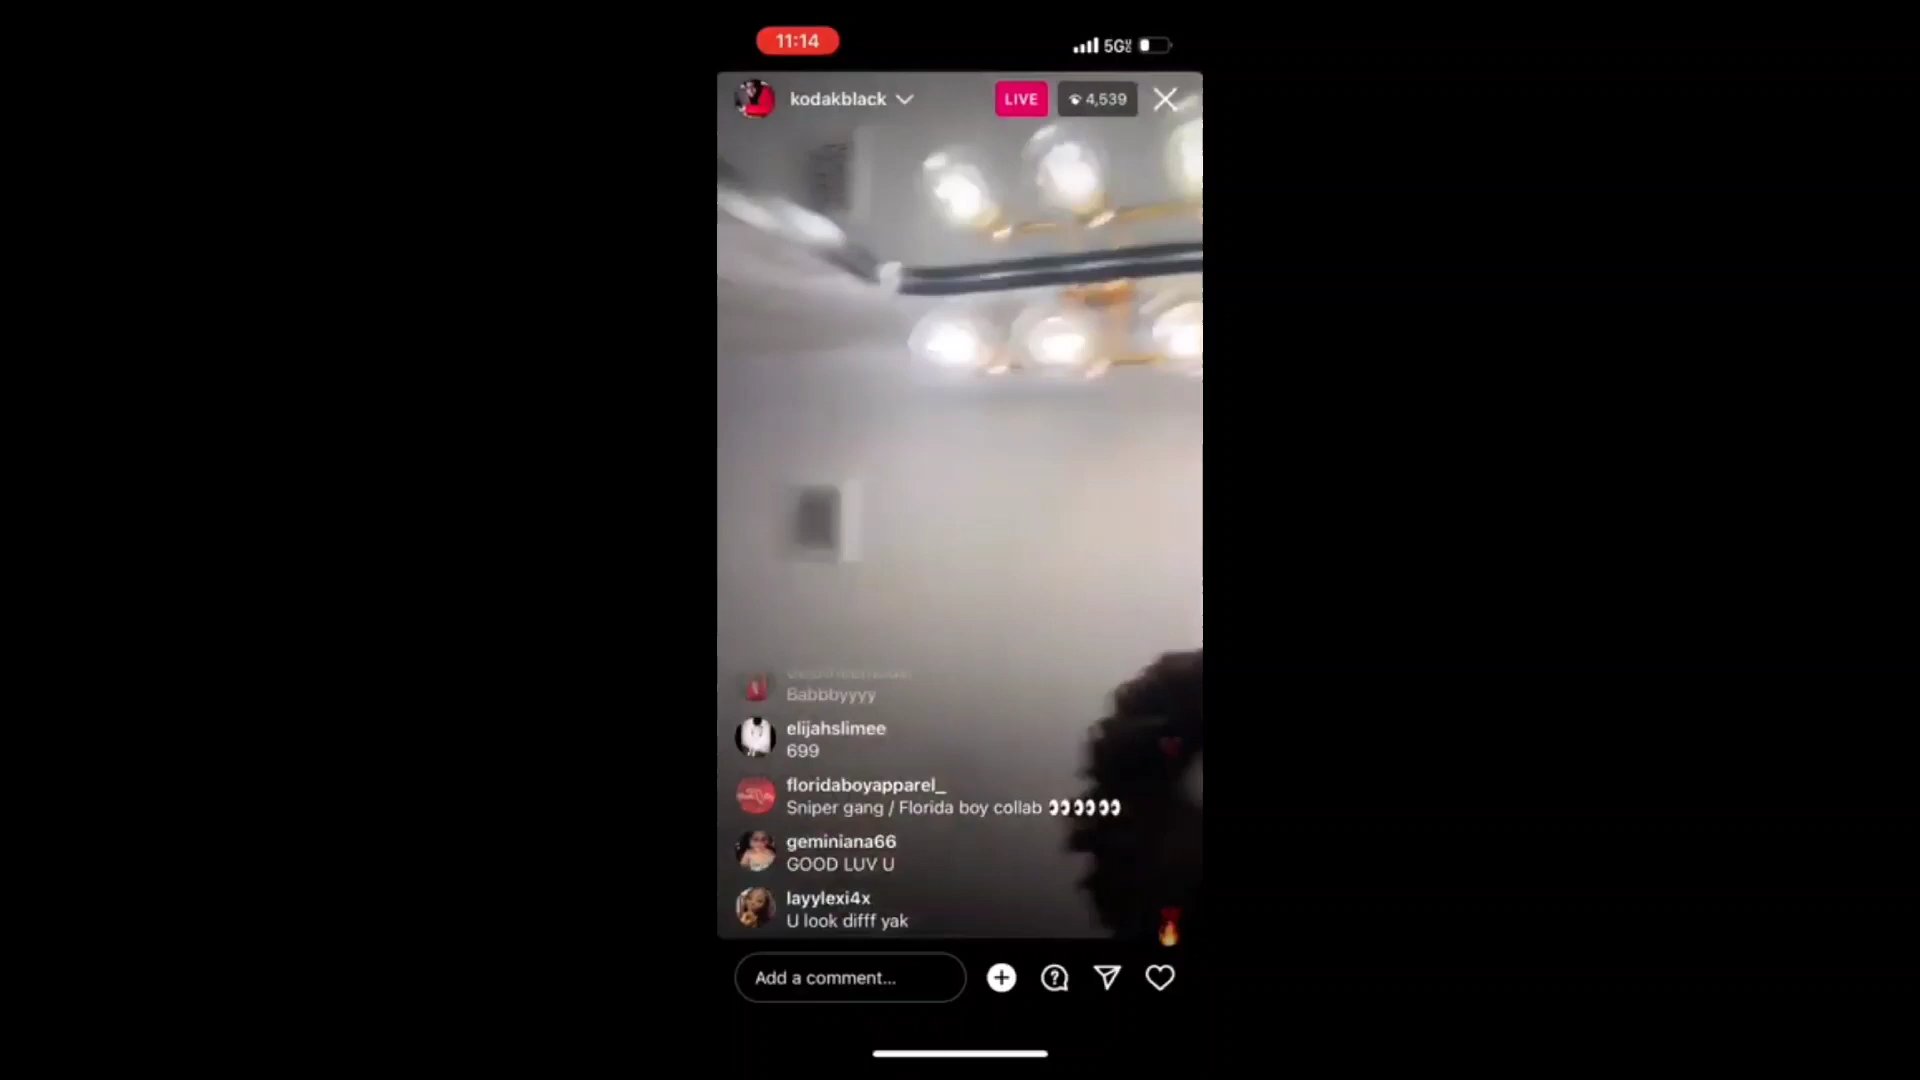 11:14
5G
kodakblack
LIVE
4,539
Babbbyyyy
elijahslimee
699
floridaboyapparel_
Sniper gang / Florida boy collab 👀👀👀
geminiana66
GOOD LUV U
layylexi4x
U look difff yak
Add a comment...